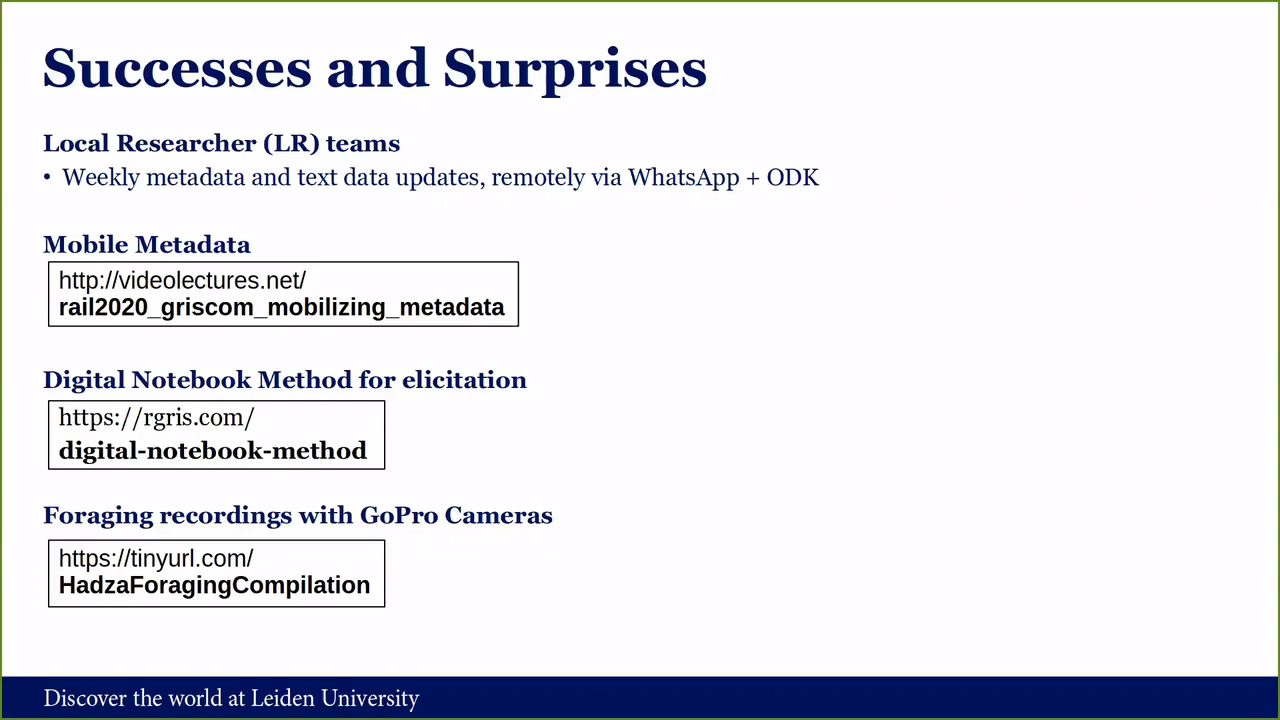 Successes and Surprises
Local Researcher (LR) teams
• Weekly metadata and text data updates, remotely via WhatsApp + ODK
Mobile Metadata
http://videolectures.net/
rail2020_griscom_mobilizing_metadata
Digital Notebook Method for elicitation
https://rgris.com/
digital-notebook-method
Foraging recordings with GoPro Cameras
https://tinyurl.com/
HadzaForagingCompilation
Discover the world at Leiden University